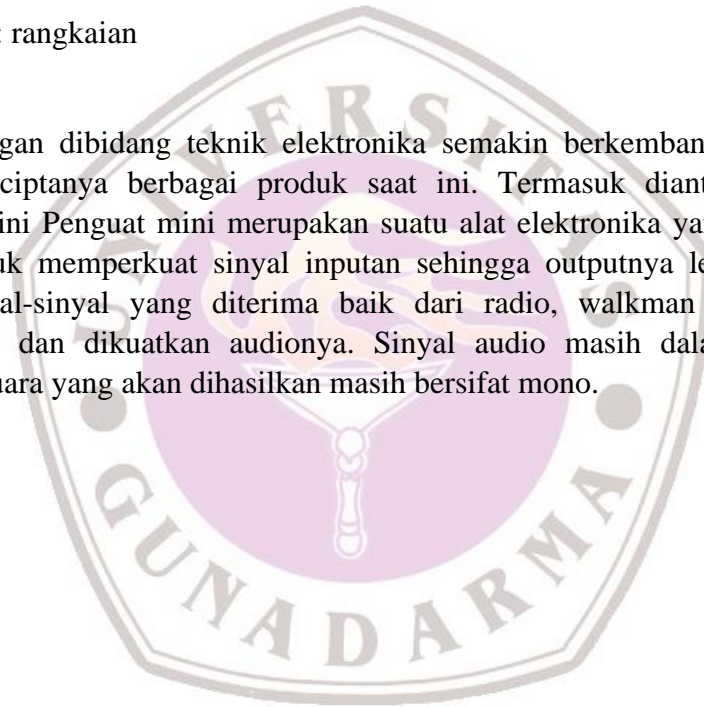 : rangkaian
gan dibidang teknik elektronika semakin berkemban
ciptanya berbagai produk saat ini. Termasuk diant
ini Penguat mini merupakan suatu alat elektronika ya
uk memperkuat sinyal inputan sehingga outputnya le
al-sinyal yang diterima baik dari radio, walkman
dan dikuatkan audionya. Sinyal audio masih dala
uara yang akan dihasilkan masih bersifat mono.
UNIVERSITAS
GUNADARMA